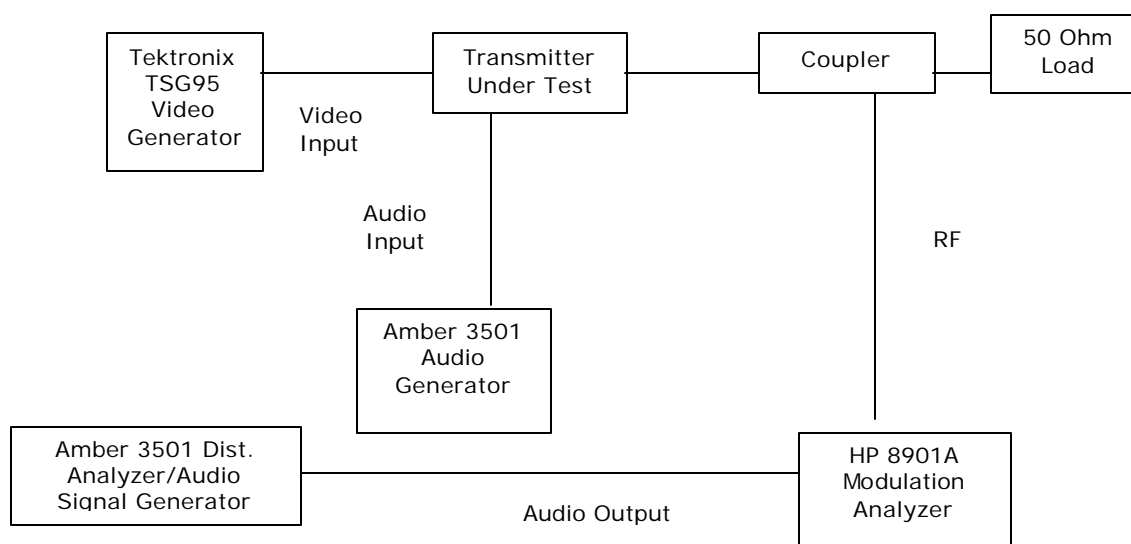 Tektronix
TSG95
Video
Generator
Video
Input
Transmitter
Under Test
Coupler
50 Ohm
Load
Audio
Input
RF
Amber 3501
Audio
Generator
Amber 3501 Dist.
Analyzer/Audio
Signal Generator
Audio Output
HP 8901A
Modulation
Analyzer